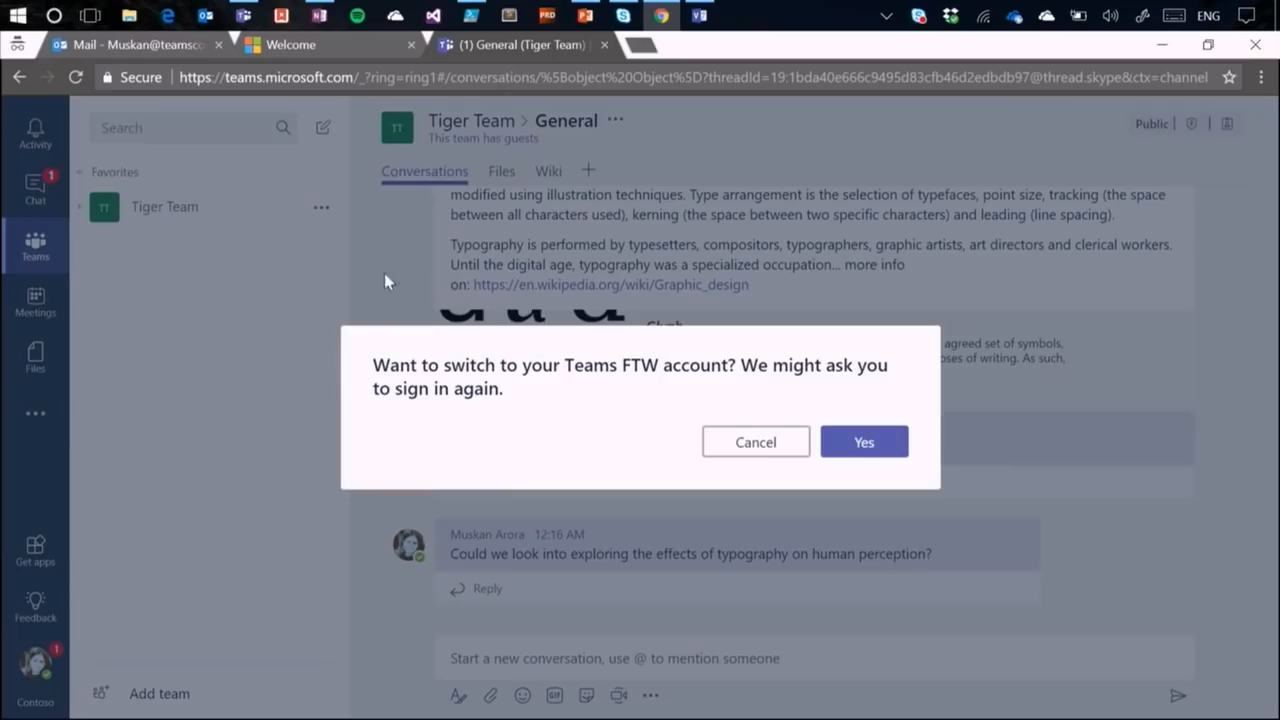 PRD
ENG
Mail - Muskan@teamsco
Welcome
(1) General (Tiger Team)
Secure
https://teams.microsoft.com/_?ring=ring1#/conversations/%5Bobject%20Object%5D?threadId=19:1bda40e666c9495d83cfb46d2edbdb97@thread.skype&ctx=channel
Activity
Chat
1
Teams
Meetings
Files
Get apps
Feedback
1
Contoso
Search
Favorites
TT
Tiger Team
Add team
TT
Tiger Team > General
This team has guests
Public
Conversations
Files
Wiki
modified using illustration techniques. Type arrangement is the selection of typefaces, point size, tracking (the space
between all characters used), kerning (the space between two specific characters) and leading (line spacing).
Typography is performed by typesetters, compositors, typographers, graphic artists, art directors and clerical workers.
Until the digital age, typography was a specialized occupation... more info
on: https://en.wikipedia.org/wiki/Graphic_design
agreed set of symbols,
oses of writing. As such,
Want to switch to your Teams FTW account? We might ask you
to sign in again.
Cancel
Yes
Muskan Arora 12:16 AM
Could we look into exploring the effects of typography on human perception?
Reply
Start a new conversation, use @ to mention someone
GIF